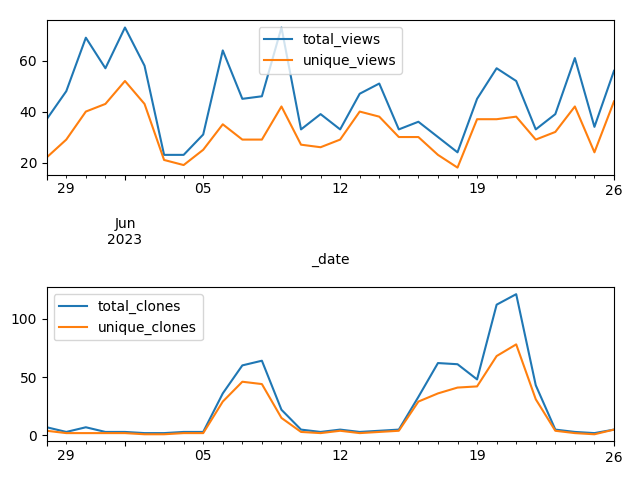 60
40
20
total_views
unique_views
29 05 12 19 26
Jun
2023
_date
100
50
0
total_clones
unique_clones
29 05 12 19 26